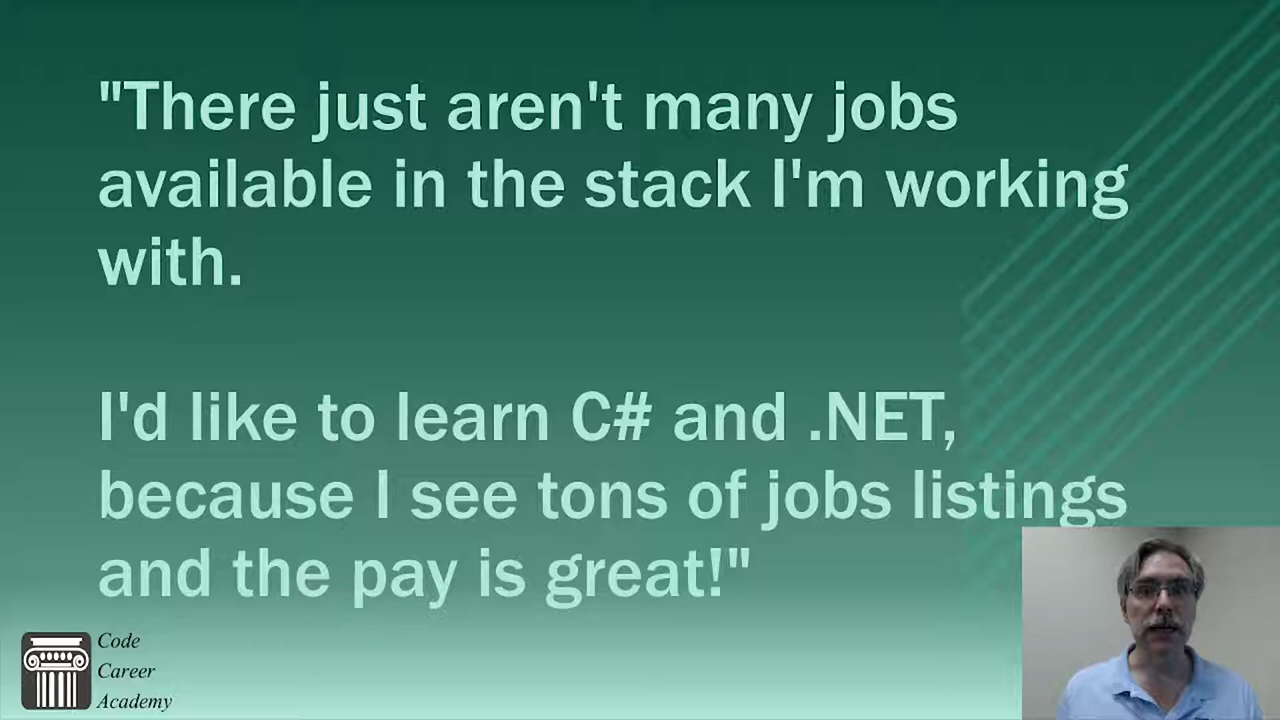 "There just aren't many jobs
available in the stack I'm working
with.
I'd like to learn C# and .NET,
because I see tons of jobs listings
and the pay is great!"
Code
Career
Academy